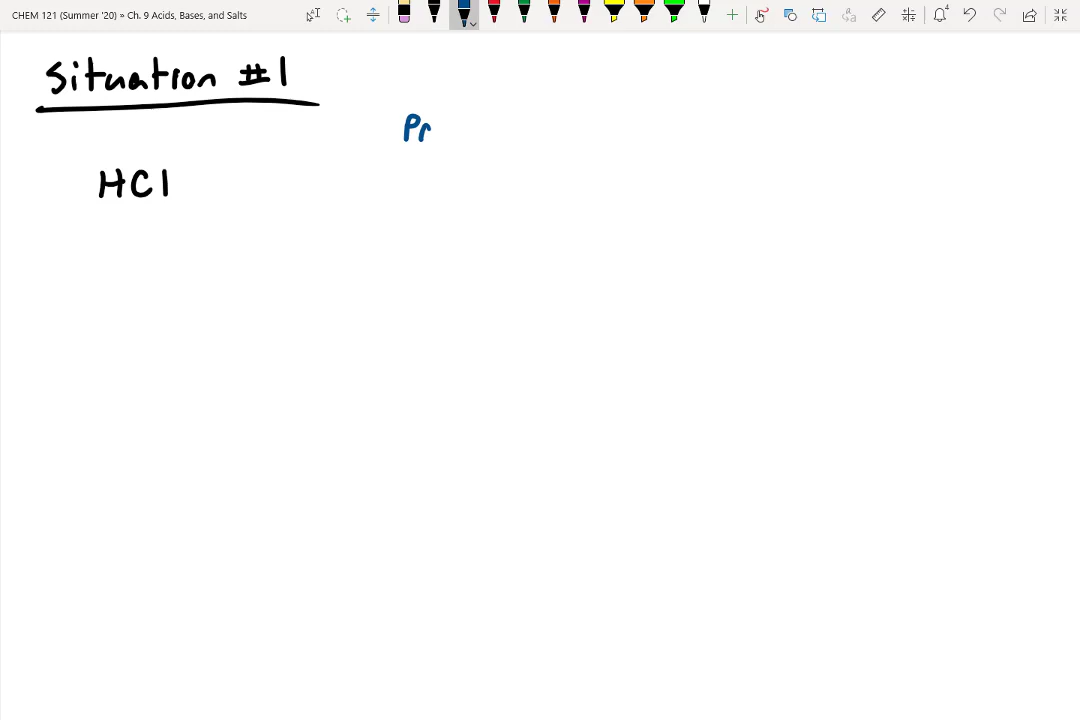 CHEM 121 (Summer '20) » Ch. 9 Acids, Bases, and Salts
Situation #1
Pr
HCl